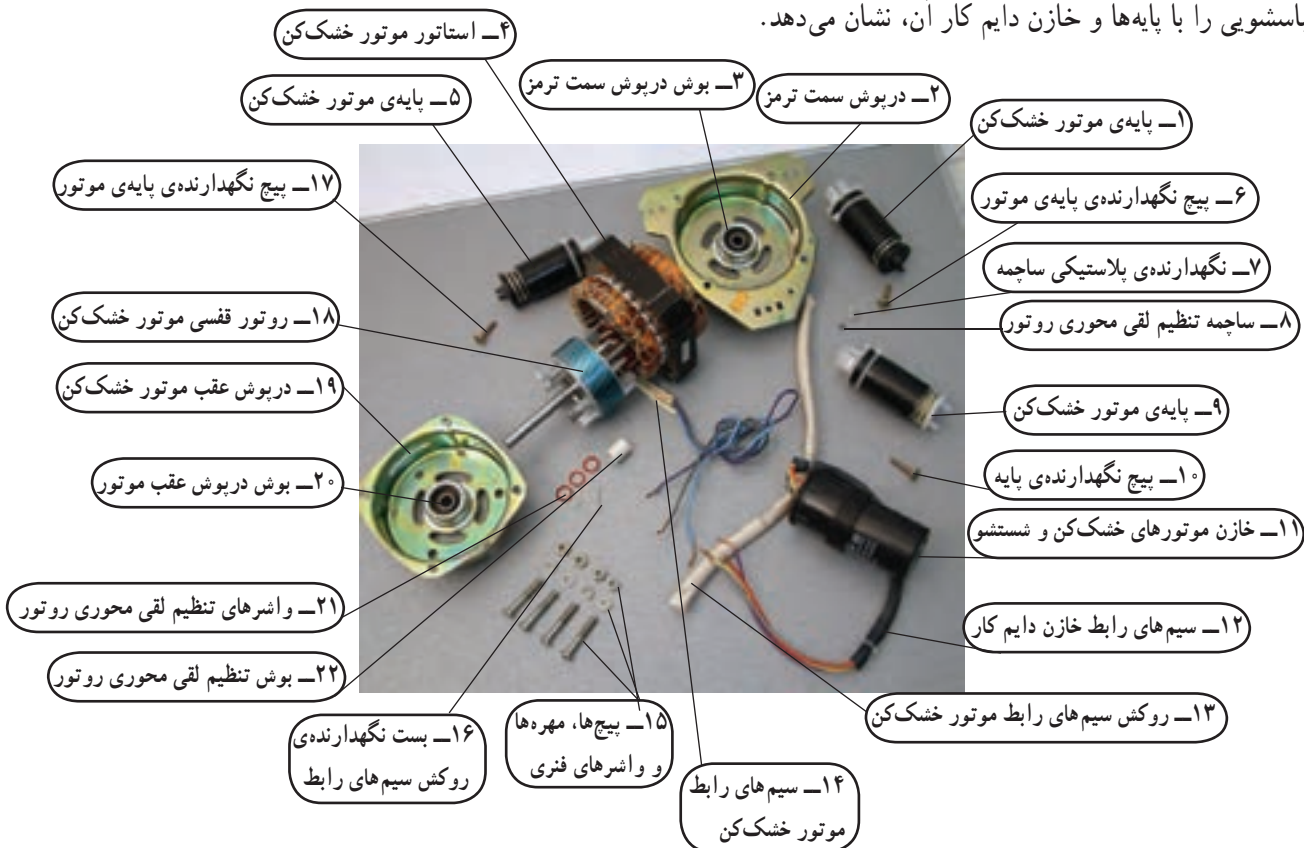 باسشویی را با پایه‌ها و خازن دایم کار آن، نشان می‌دهد.
۱ــ پایه‌ی موتور خشک‌کن
۲ــ درپوش سمت ترمز
۳ــ بوش درپوش سمت ترمز
۴ــ استاتور موتور خشک‌کن
۵ــ پایه‌ی موتور خشک‌کن
۶ــ پیچ نگهدارنده‌ی پایه‌ی موتور
۷ــ نگهدارنده‌ی پلاستیکی ساچمه
۸ــ ساچمه تنظیم لقی محوری روتور
۹ــ پایه‌ی موتور خشک‌کن
۱۰ــ پیچ نگهدارنده‌ی پایه
۱۱ــ خازن موتورهای خشک‌کن و شستشو
۱۲ــ سیم‌های رابط خازن دایم کار
۱۳ــ روکش سیم‌های رابط موتور خشک‌کن
۱۴ــ سیم‌های رابط
موتور خشک‌کن
۱۵ــ پیچ‌ها، مهره‌ها
و واشرهای فنری
۱۶ــ بست نگهدارنده‌ی
روکش سیم‌های رابط
۱۷ــ پیچ نگهدارنده‌ی پایه‌ی موتور
۱۸ــ روتور قفسی موتور خشک‌کن
۱۹ــ درپوش عقب موتور خشک‌کن
۲۰ــ بوش درپوش عقب موتور
۲۱ــ واشرهای تنظیم لقی محوری روتور
۲۲ــ بوش تنظیم لقی محوری روتور